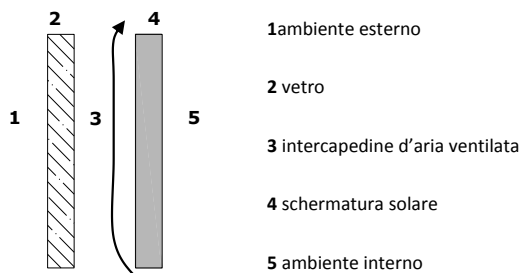 2 4
1 3 5
1ambiente esterno
2 vetro
3 intercapedine d’aria ventilata
4 schermatura solare
5 ambiente interno